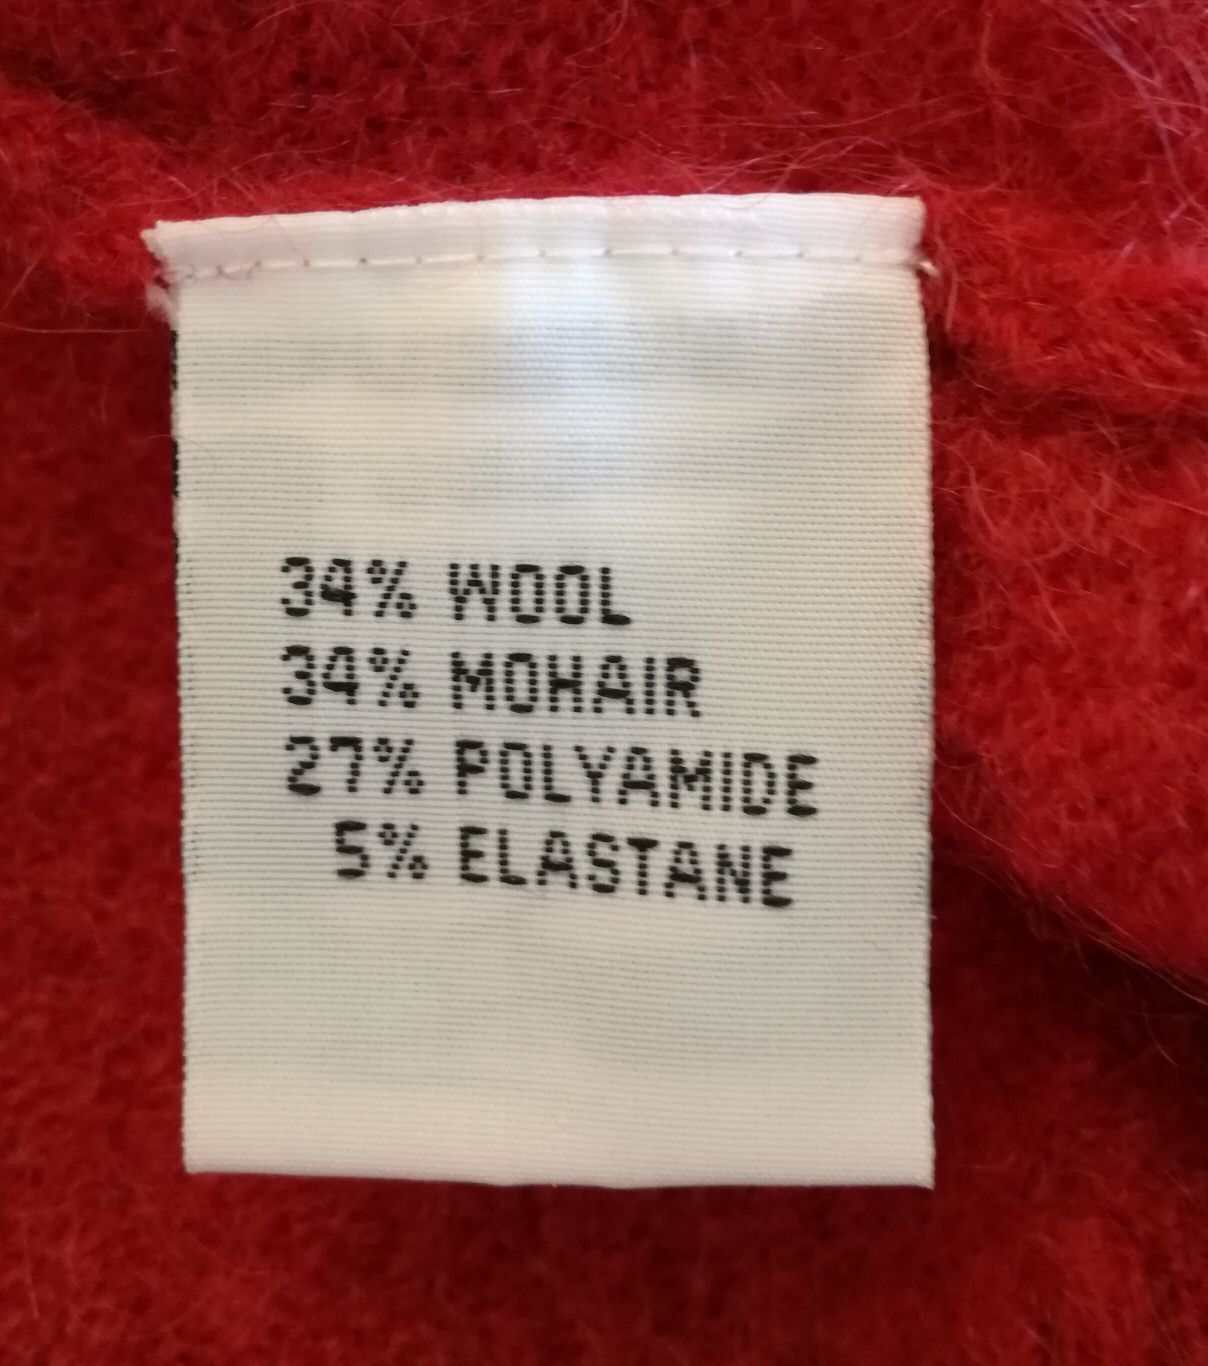 34% WOOL
34% MOHAIR
27% POLYAMIDE
5% ELASTANE